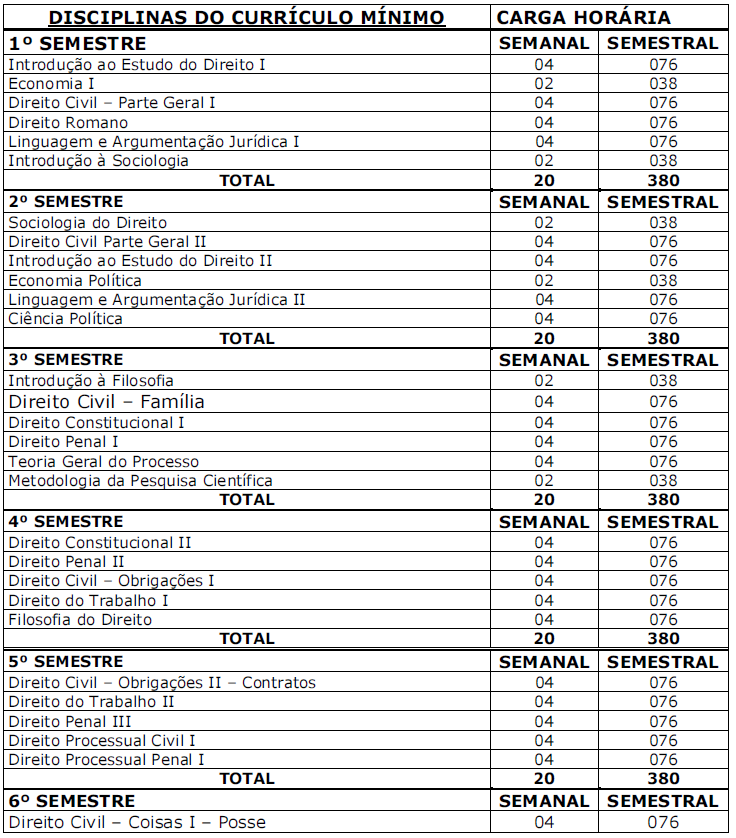 DISCIPLINAS DO CURRÍCULO MÍNIMO CARGA HORÁRIA
1º SEMESTRE SEMANAL SEMESTRAL
Introdução ao Estudo do Direito I 04 076
Economia I 02 038
Direito Civil – Parte Geral I 04 076
Direito Romano 04 076
Linguagem e Argumentação Jurídica I 04 076
Introdução à Sociologia 02 038
TOTAL 20 380
2º SEMESTRE SEMANAL SEMESTRAL
Sociologia do Direito 02 038
Direito Civil Parte Geral II 04 076
Introdução ao Estudo do Direito II 04 076
Economia Política 02 038
Linguagem e Argumentação Jurídica II 04 076
Ciência Política 04 076
TOTAL 20 380
3º SEMESTRE SEMANAL SEMESTRAL
Introdução à Filosofia 02 038
Direito Civil – Família 04 076
Direito Constitucional I 04 076
Direito Penal I 04 076
Teoria Geral do Processo 04 076
Metodologia da Pesquisa Científica 02 038
TOTAL 20 380
4º SEMESTRE SEMANAL SEMESTRAL
Direito Constitucional II 04 076
Direito Penal II 04 076
Direito Civil – Obrigações I 04 076
Direito do Trabalho I 04 076
Filosofia do Direito 04 076
TOTAL 20 380
5º SEMESTRE SEMANAL SEMESTRAL
Direito Civil – Obrigações II – Contratos 04 076
Direito do Trabalho II 04 076
Direito Penal III 04 076
Direito Processual Civil I 04 076
Direito Processual Penal I 04 076
TOTAL 20 380
6º SEMESTRE SEMANAL SEMESTRAL
Direito Civil – Coisas I – Posse 04 076